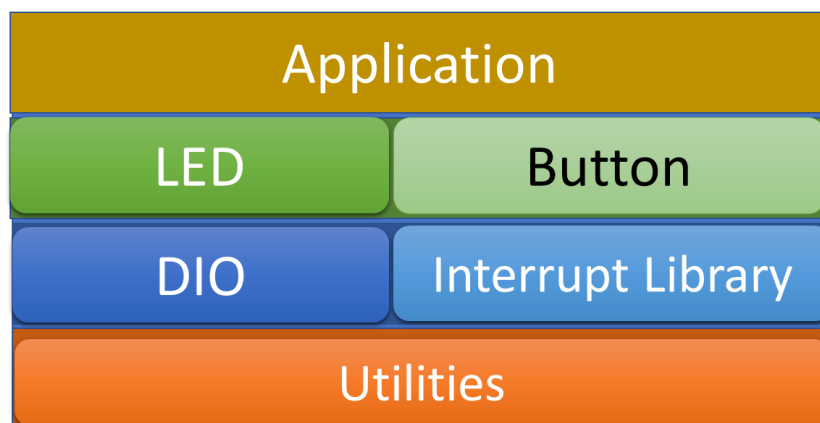 Application
LED
Button
DIO
Interrupt Library
Utilities